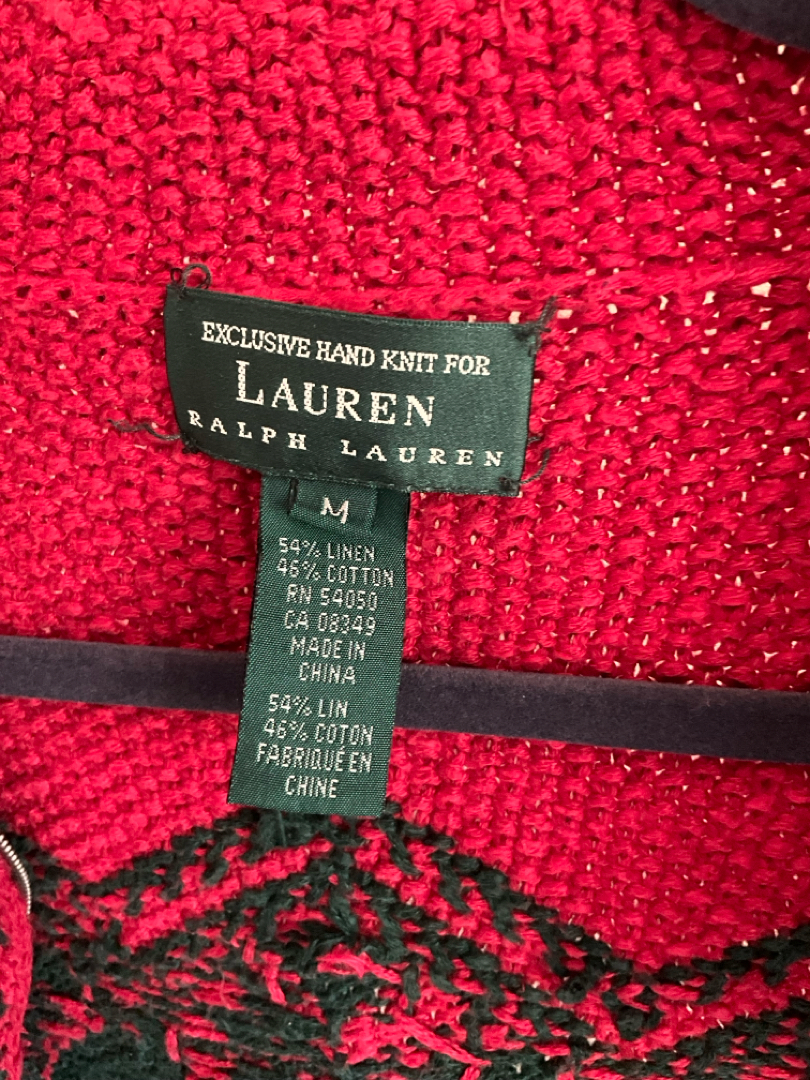 EXCLUSIVE HAND KNIT FOR
LAUREN
RALPH LAUREN
M
54% LINEN
46% COTTON
RN 54050
CA 08349
MADE IN
CHINA
54% LIN
46% COTON
FABRIQUÉ EN
CHINE